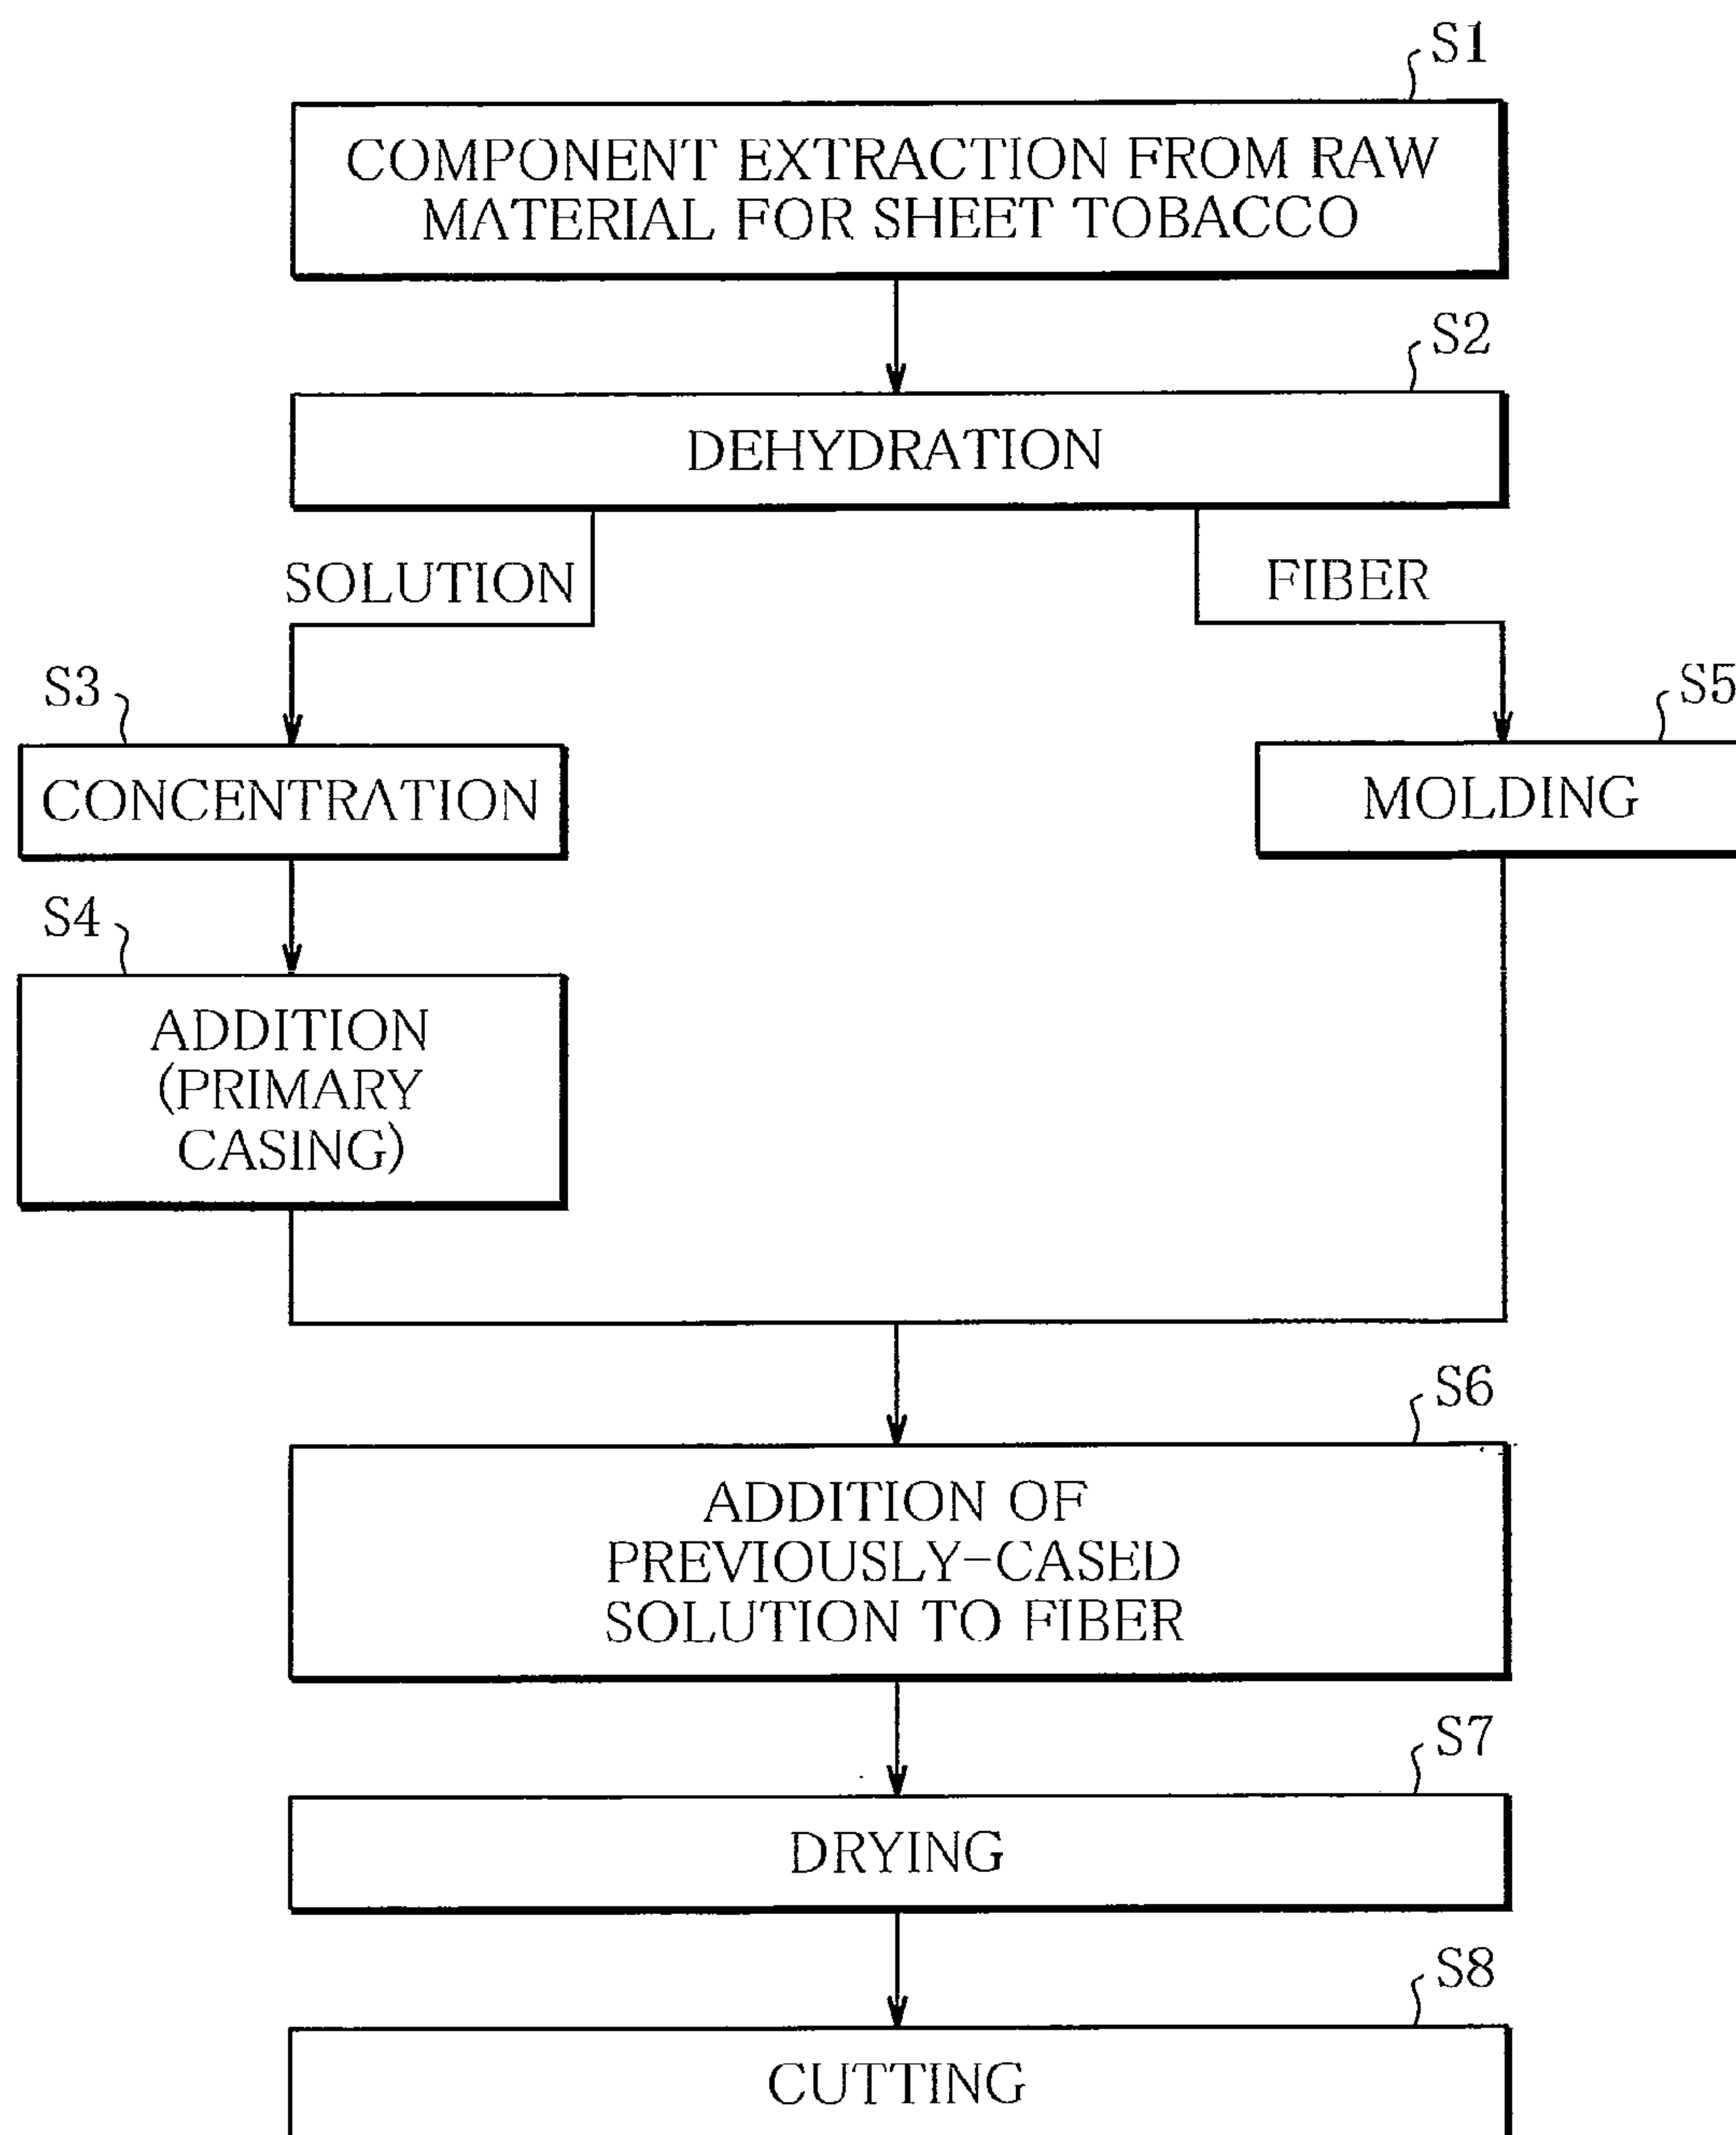 S1
COMPONENT EXTRACTION FROM RAW
MATERIAL FOR SHEET TOBACCO
S2
DEHYDRATION
SOLUTION
FIBER
S3
CONCENTRATION
S5
MOLDING
S4
ADDITION
(PRIMARY
CASING)
S6
ADDITION OF
PREVIOUSLY-CASED
SOLUTION TO FIBER
S7
DRYING
S8
CUTTING